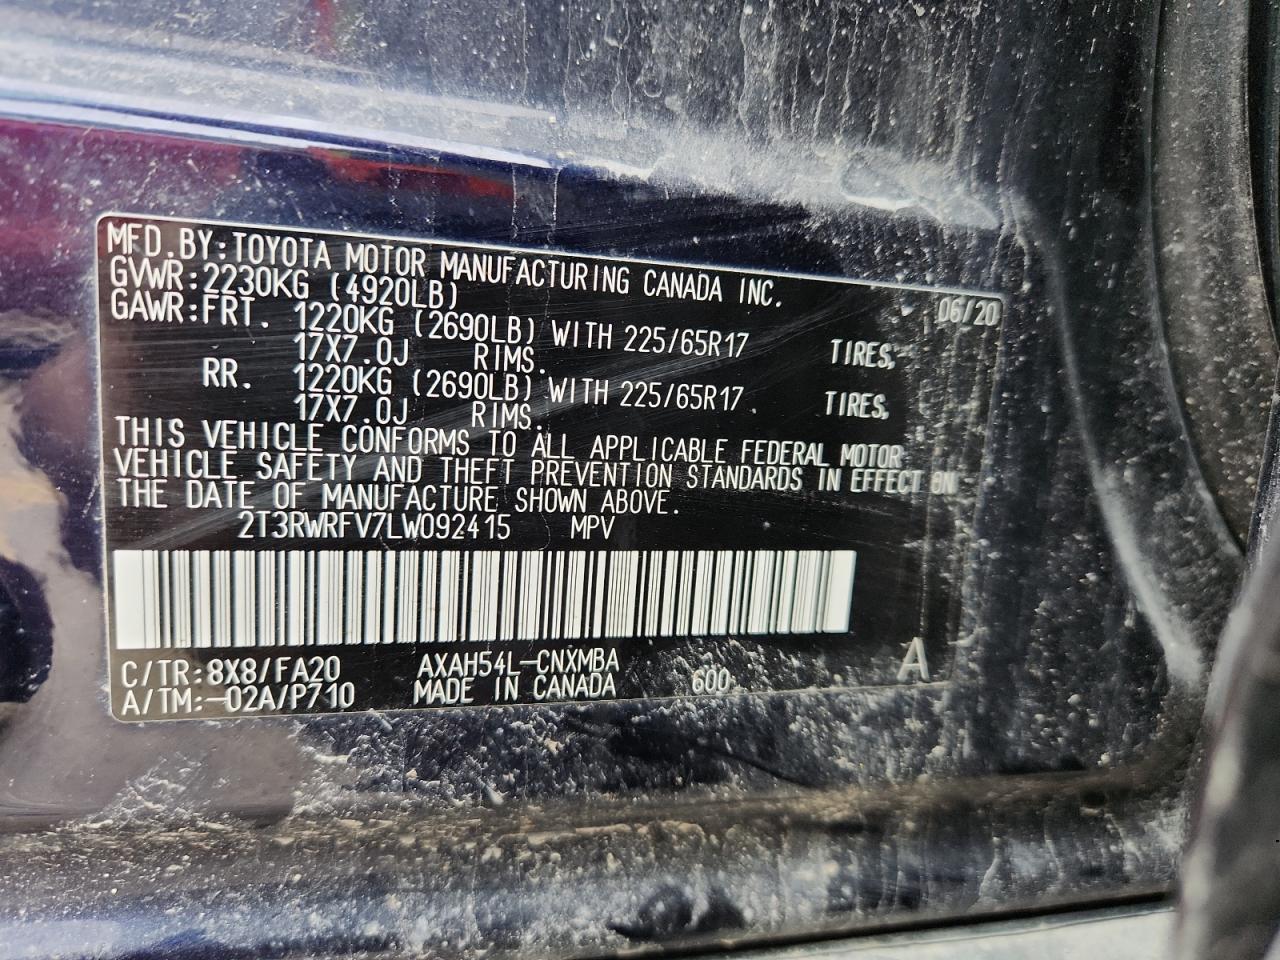 MFD.BY:TOYOTA MOTOR MANUFACTURING CANADA INC.
GVWR:2230KG (4920LB) 06/20
GAWR:FRT. 1220KG (2690LB) WITH 225/65R17 TIRES,
17X7.0J RIMS.
RR. 1220KG (2690LB) WITH 225/65R17 TIRES,
17X7.0J RIMS.
THIS VEHICLE CONFORMS TO ALL APPLICABLE FEDERAL MOTOR
VEHICLE SAFETY AND THEFT PREVENTION STANDARDS IN EFFECT ON
THE DATE OF MANUFACTURE SHOWN ABOVE.
2T3RWRFV7LW092415 MPV
C/TR:8X8/FA20 AXAH54L-CNXMBA A
A/TM:-02A/P710 MADE IN CANADA 600